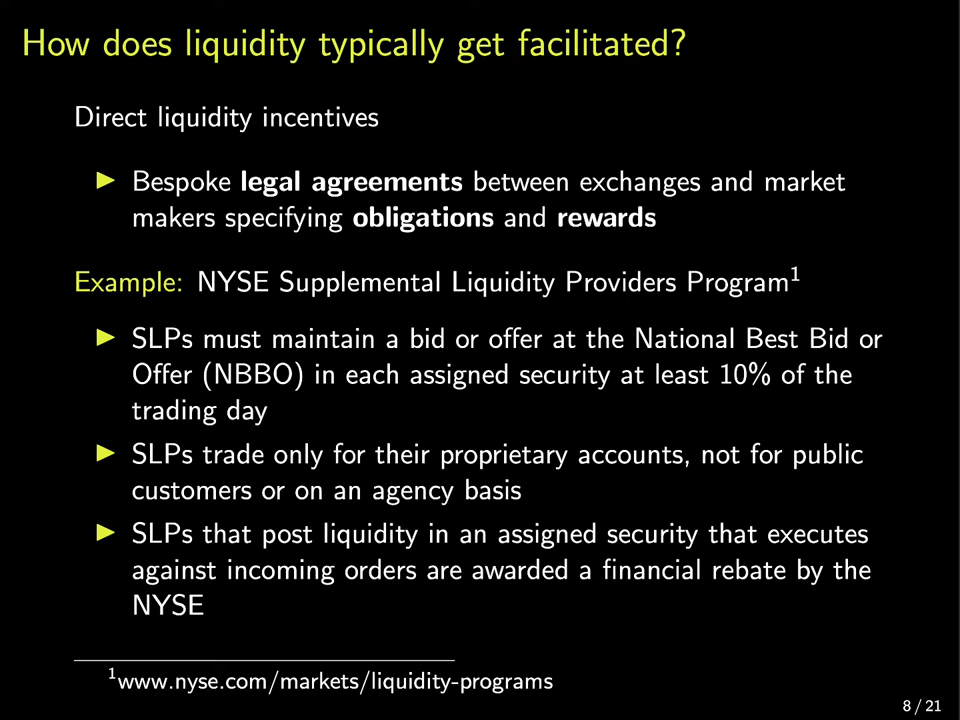 How does liquidity typically get facilitated?
Direct liquidity incentives
▶ Bespoke legal agreements between exchanges and market
makers specifying obligations and rewards
Example: NYSE Supplemental Liquidity Providers Program¹
▶ SLPs must maintain a bid or offer at the National Best Bid or
Offer (NBBO) in each assigned security at least 10% of the
trading day
▶ SLPs trade only for their proprietary accounts, not for public
customers or on an agency basis
▶ SLPs that post liquidity in an assigned security that executes
against incoming orders are awarded a financial rebate by the
NYSE
¹www.nyse.com/markets/liquidity-programs
8 / 21